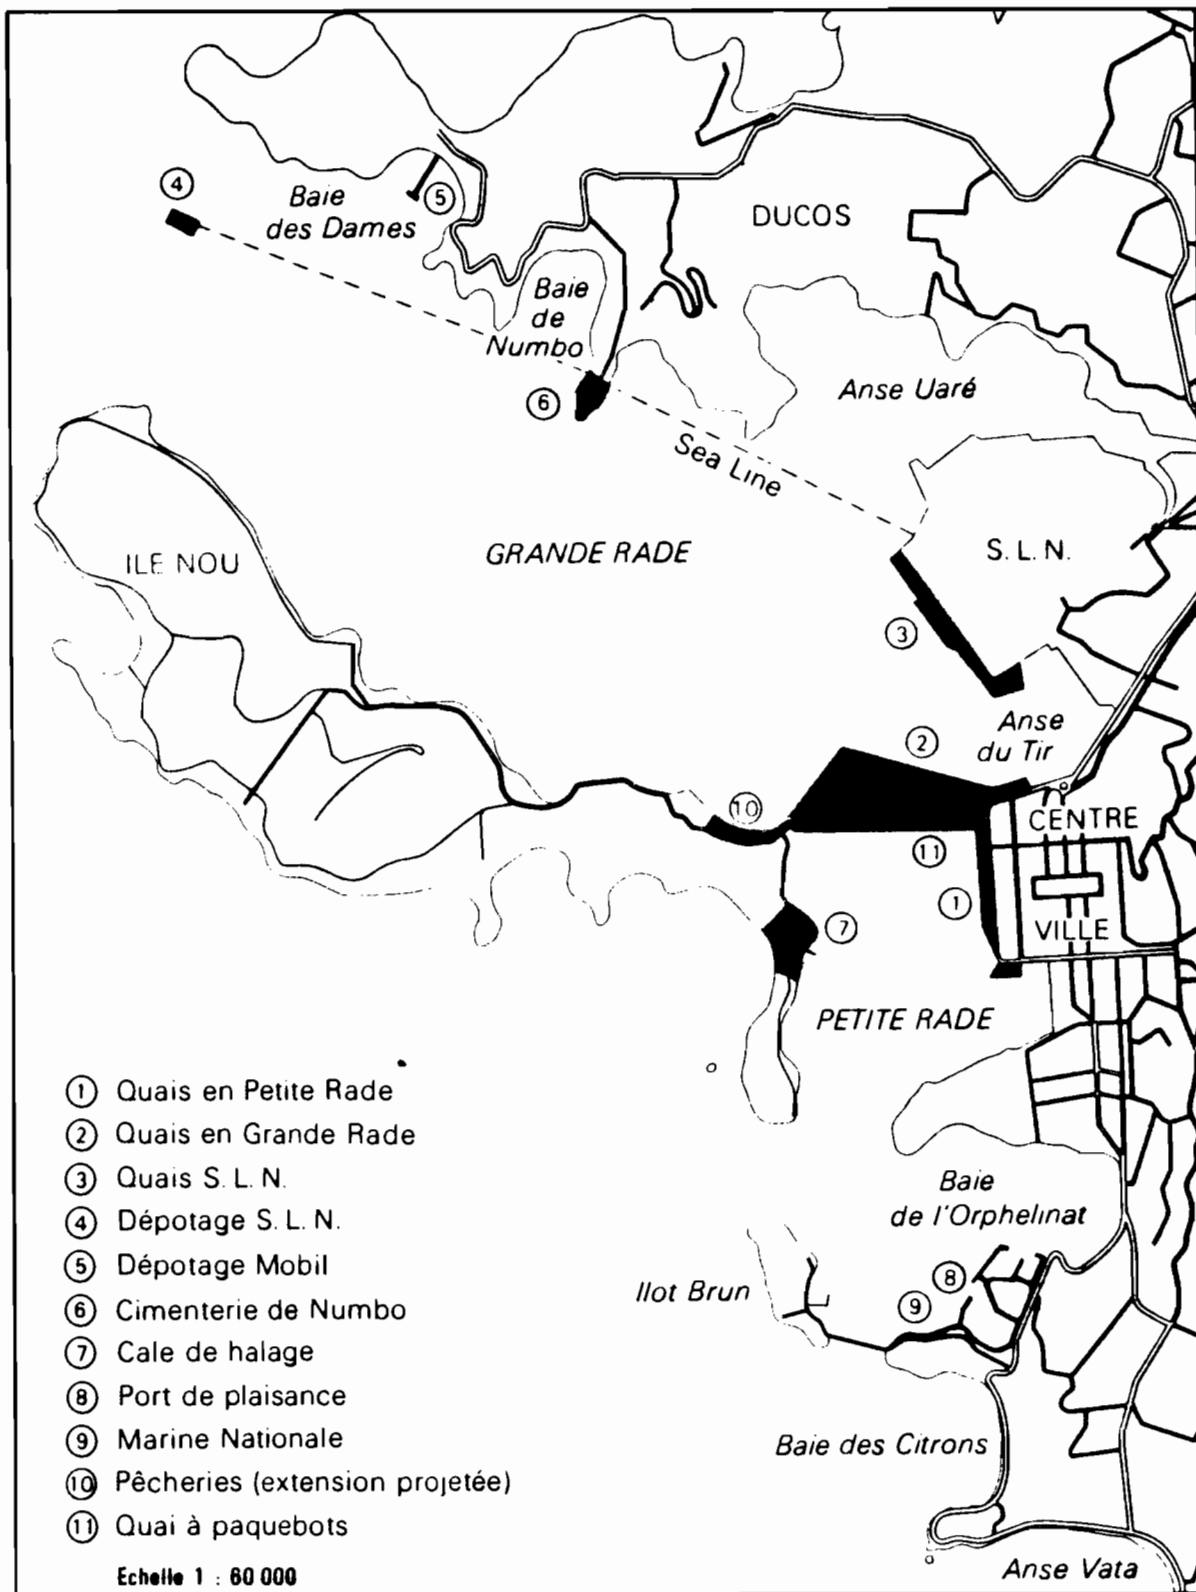 ④
Baie
des Dames
⑤
DUCOS
Baie
de
Numbo
⑥
Anse Uaré
Sea Line
ILE NOU
GRANDE RADE
S. L. N.
③
Anse
du Tir
②
⑩
CENTRE
⑪
①
VILLE
⑦
PETITE RADE
Baie
de l'Orphelinat
Ilot Brun
⑧
⑨
Baie des Citrons
Anse Vata
① Quais en Petite Rade
② Quais en Grande Rade
③ Quais S. L. N.
④ Dépotage S. L. N.
⑤ Dépotage Mobil
⑥ Cimenterie de Numbo
⑦ Cale de halage
⑧ Port de plaisance
⑨ Marine Nationale
⑩ Pêcheries (extension projetée)
⑪ Quai à paquebots
Echelle 1 : 60 000